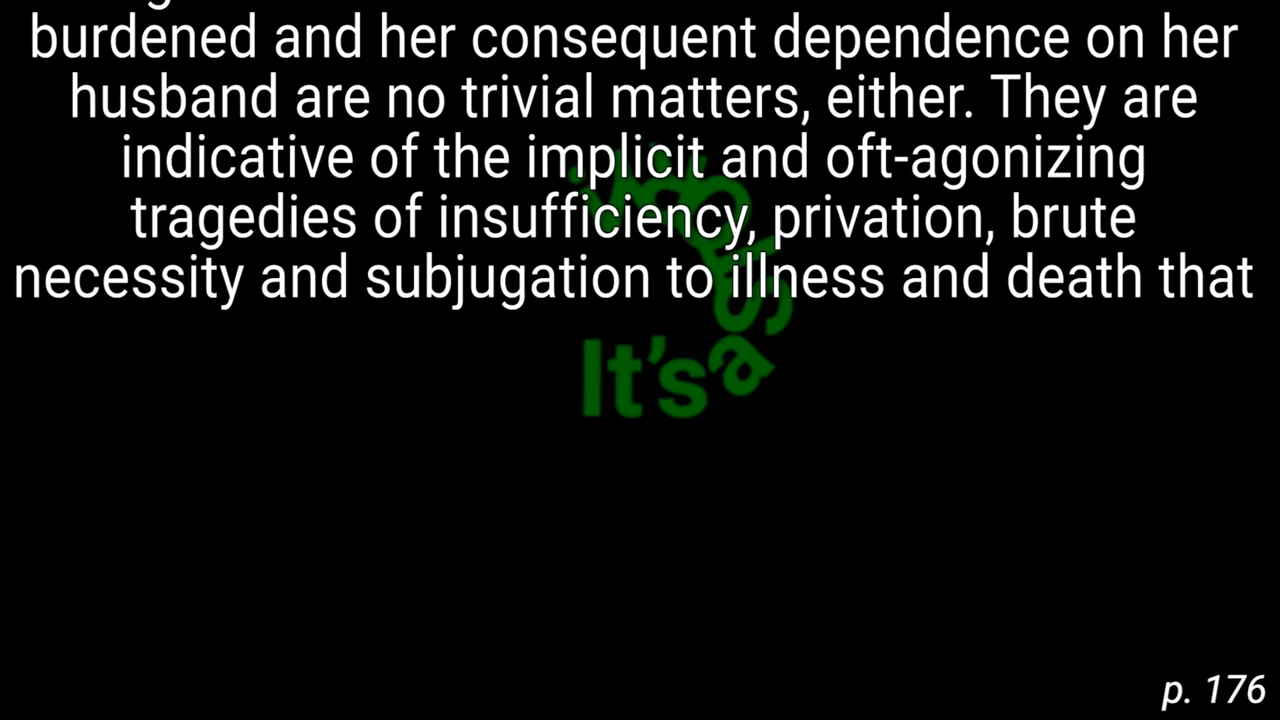 burdened and her consequent dependence on her
husband are no trivial matters, either. They are
indicative of the implicit and oft-agonizing
tragedies of insufficiency, privation, brute
necessity and subjugation to illness and death that
It's a
p. 176